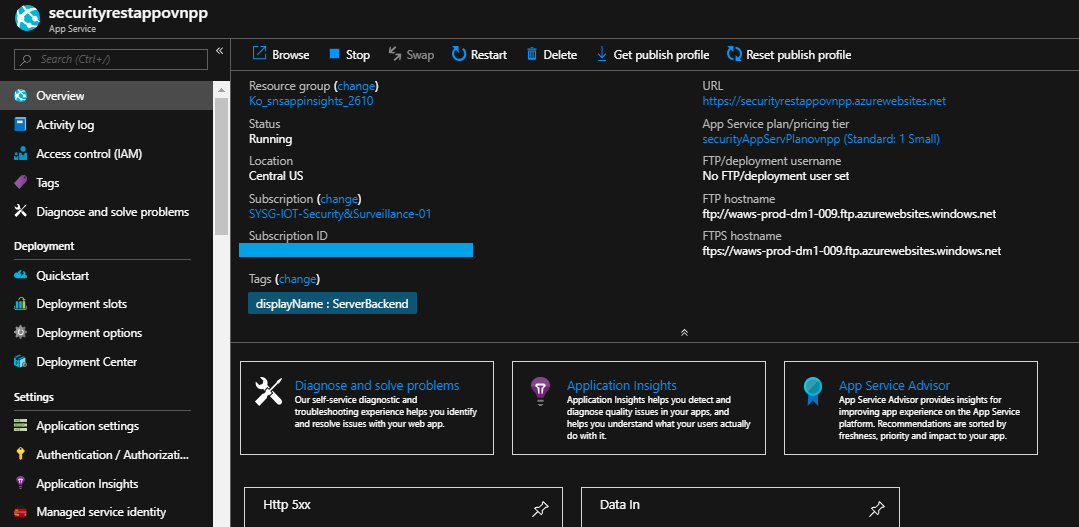 securityrestappovnpp
App Service
Search (Ctrl+/)
«
Overview
Activity log
Access control (IAM)
Tags
Diagnose and solve problems
Deployment
Quickstart
Deployment slots
Deployment options
Deployment Center
Settings
Application settings
Authentication / Authorizati...
Application Insights
Managed service identity
Browse
Stop
Swap
Restart
Delete
Get publish profile
Reset publish profile
Resource group (change)
Ko_snsappinsights_2610
Status
Running
Location
Central US
Subscription (change)
SYSG-IOT-Security&Surveillance-01
Subscription ID
Tags (change)
displayName : ServerBackend
URL
https://securityrestappovnpp.azurewebsites.net
App Service plan/pricing tier
securityAppServPlanovnpp (Standard: 1 Small)
FTP/deployment username
No FTP/deployment user set
FTP hostname
ftp://waws-prod-dm1-009.ftp.azurewebsites.windows.net
FTPS hostname
ftps://waws-prod-dm1-009.ftp.azurewebsites.windows.net
Diagnose and solve problems
Our self-service diagnostic and
troubleshooting experience helps you identify
and resolve issues with your web app.
Application Insights
Application Insights helps you detect and
diagnose quality issues in your apps, and
helps you understand what your users actually
do with it.
App Service Advisor
App Service Advisor provides insights for
improving app experience on the App Service
platform. Recommendations are sorted by
freshness, priority and impact to your app.
Http 5xx
Data In